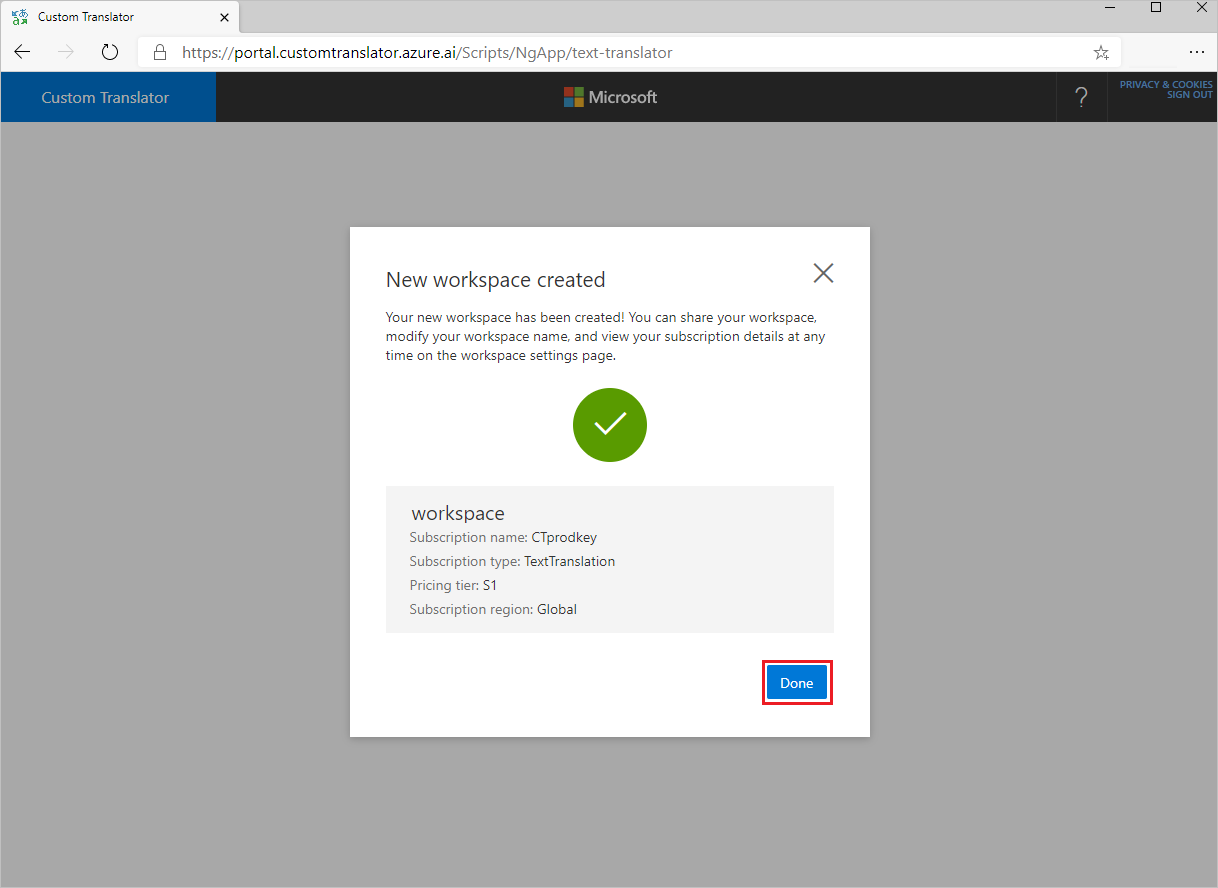 Custom Translator
https://portal.customtranslator.azure.ai/Scripts/NgApp/text-translator
Custom Translator
Microsoft
?
PRIVACY & COOKIES
SIGN OUT
New workspace created
Your new workspace has been created! You can share your workspace,
modify your workspace name, and view your subscription details at any
time on the workspace settings page.
workspace
Subscription name: CTprodkey
Subscription type: TextTranslation
Pricing tier: S1
Subscription region: Global
Done